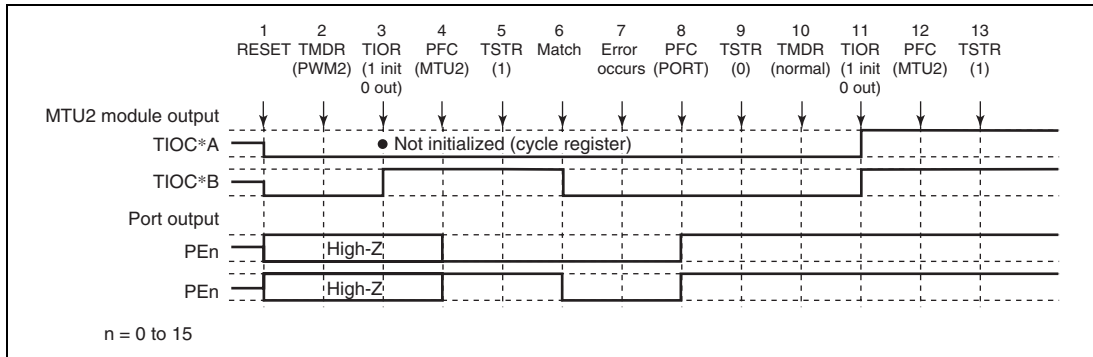 1 2 3 4 5 6 7 8 9 10 11 12 13
RESET TMDR TIOR PFC TSTR Match Error PFC TSTR TMDR TIOR PFC TSTR
(PWM2) (1 init (MTU2) (1) occurs (PORT) (0) (normal) (1 init (MTU2) (1)
0 out) 0 out)
MTU2 module output
TIOC*A ● Not initialized (cycle register)
TIOC*B
Port output
PEn High-Z
PEn High-Z
n = 0 to 15